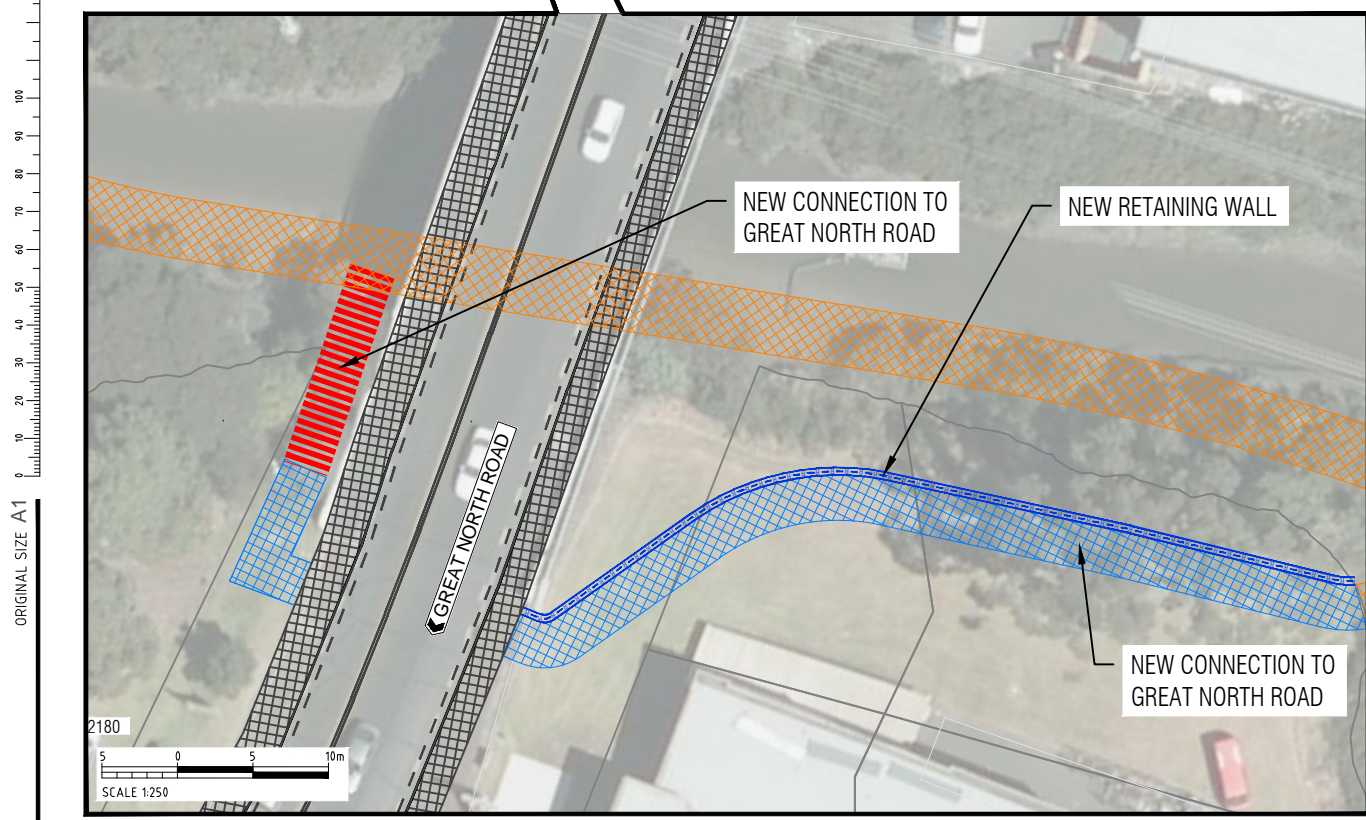 100
90
80
70
60
50
40
30
20
10
0
ORIGINAL SIZE A1
NEW CONNECTION TO
GREAT NORTH ROAD
NEW RETAINING WALL
GREAT NORTH ROAD
NEW CONNECTION TO
GREAT NORTH ROAD
2180
5 0 5 10m
SCALE 1:250